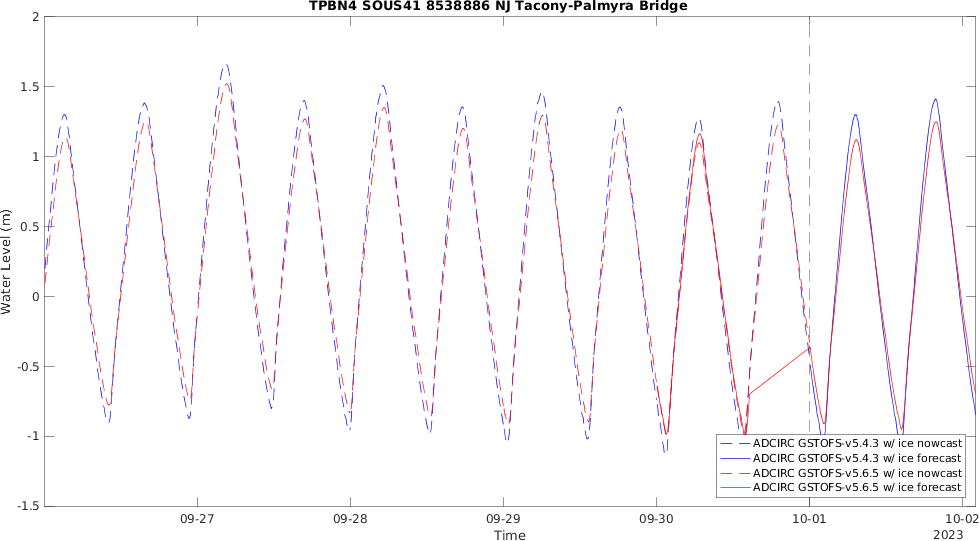 TPBN4 SOUS41 8538886 NJ Tacony-Palmyra Bridge
2
1.5
1
0.5
0
-0.5
-1
-1.5
Water Level (m)
ADCIRC GSTOFS-v5.4.3 w/ ice nowcast
ADCIRC GSTOFS-v5.4.3 w/ ice forecast
ADCIRC GSTOFS-v5.6.5 w/ ice nowcast
ADCIRC GSTOFS-v5.6.5 w/ ice forecast
09-27 09-28 09-29 09-30 10-01 10-02
Time 2023